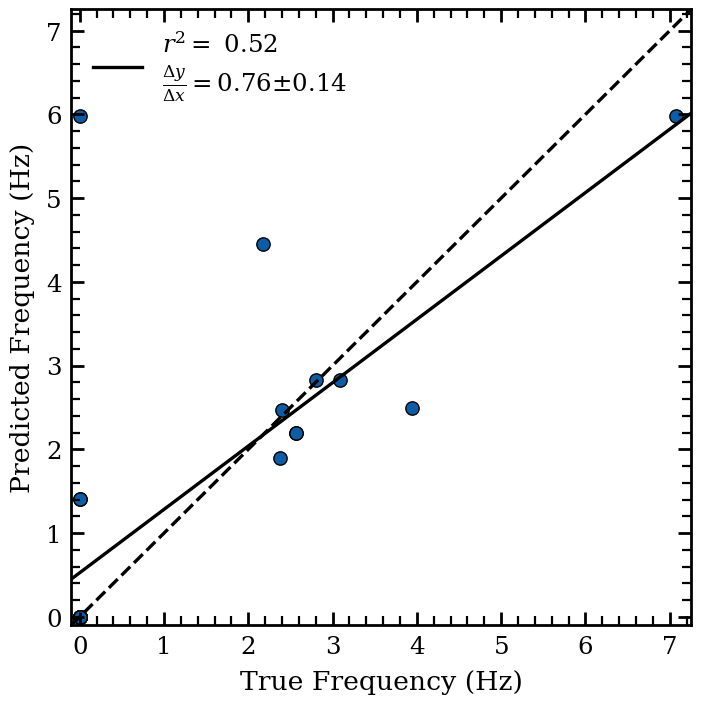 r² = 0.52
Δy/Δx = 0.76±0.14
7
6
5
4
3
2
1
0
Predicted Frequency (Hz)
0 1 2 3 4 5 6 7
True Frequency (Hz)